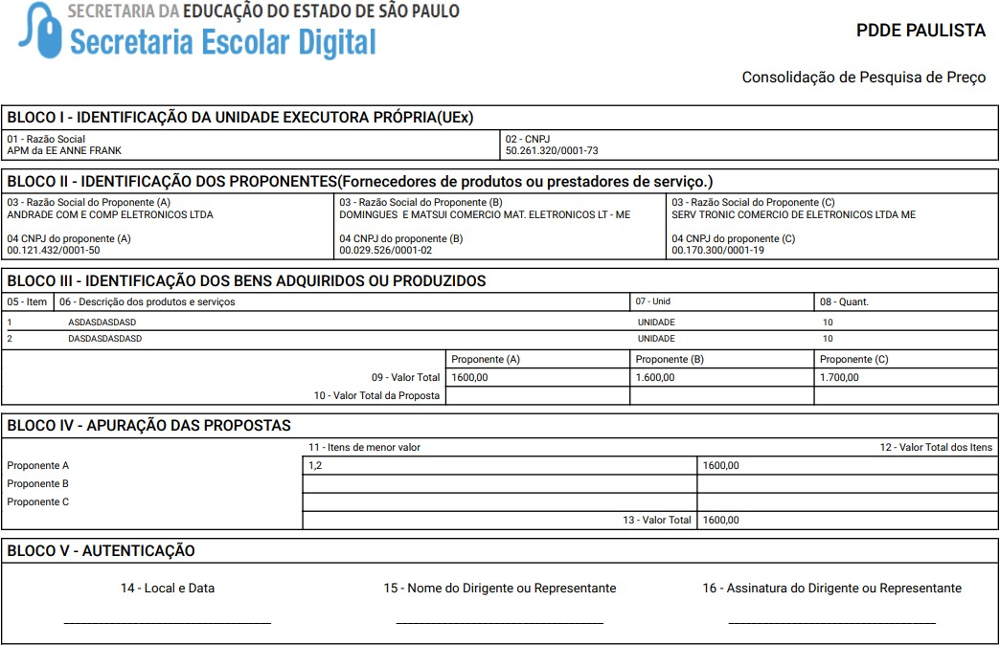 SECRETARIA DA EDUCAÇÃO DO ESTADO DE SÃO PAULO
Secretaria Escolar Digital
PDDE PAULISTA
Consolidação de Pesquisa de Preço
BLOCO I - IDENTIFICAÇÃO DA UNIDADE EXECUTORA PRÓPRIA(UEx)
01 - Razão Social
APM da EE ANNE FRANK
02 - CNPJ
50.261.320/0001-73
BLOCO II - IDENTIFICAÇÃO DOS PROPONENTES(Fornecedores de produtos ou prestadores de serviço.)
03 - Razão Social do Proponente (A)
ANDRADE COM E COMP ELETRONICOS LTDA
04 CNPJ do proponente (A)
00.121.432/0001-50
03 - Razão Social do Proponente (B)
DOMINGUES E MATSUI COMERCIO MAT. ELETRONICOS LT - ME
04 CNPJ do proponente (B)
00.029.526/0001-02
03 - Razão Social do Proponente (C)
SERV TRONIC COMERCIO DE ELETRONICOS LTDA ME
04 CNPJ do proponente (C)
00.170.300/0001-19
BLOCO III - IDENTIFICAÇÃO DOS BENS ADQUIRIDOS OU PRODUZIDOS
05 - Item 06 - Descrição dos produtos e serviços 07 - Unid 08 - Quant.
1 ASDASDASDASD UNIDADE 10
2 DASDASDASDASD UNIDADE 10
Proponente (A) Proponente (B) Proponente (C)
09 - Valor Total 1600,00 1.600,00 1.700,00
10 - Valor Total da Proposta
BLOCO IV - APURAÇÃO DAS PROPOSTAS
11 - Itens de menor valor 12 - Valor Total dos Itens
Proponente A 1,2 1600,00
Proponente B
Proponente C
13 - Valor Total 1600,00
BLOCO V - AUTENTICAÇÃO
14 - Local e Data 15 - Nome do Dirigente ou Representante 16 - Assinatura do Dirigente ou Representante